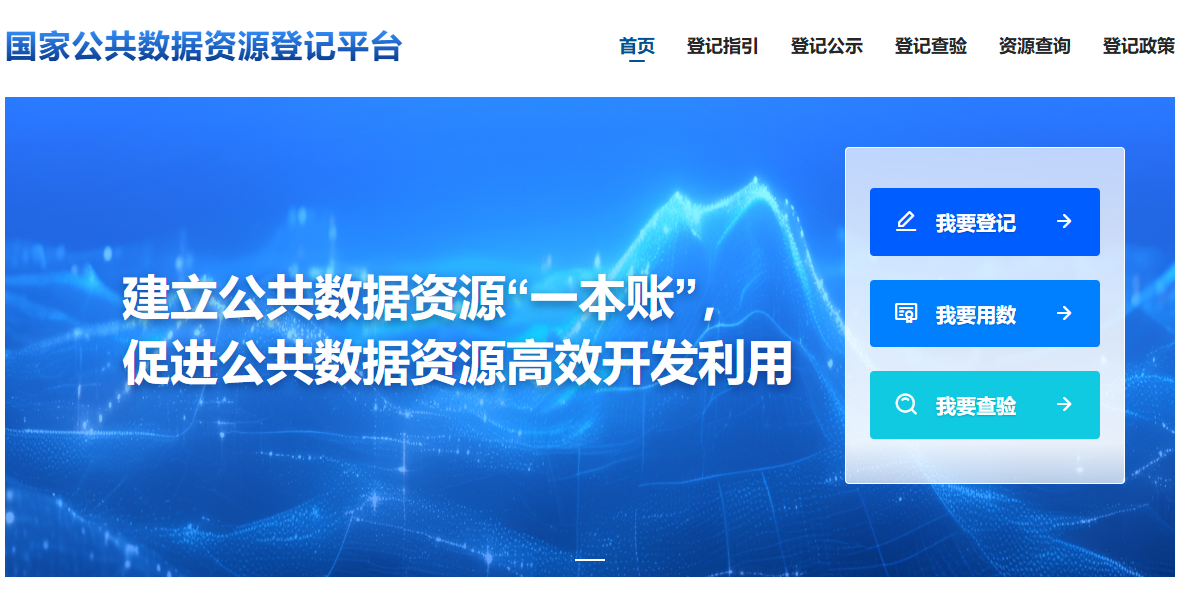 国家公共数据资源登记平台
首页 登记指引 登记公示 登记查验 资源查询 登记政策
建立公共数据资源“一本账”，
促进公共数据资源高效开发利用
我要登记
我要用数
我要查验